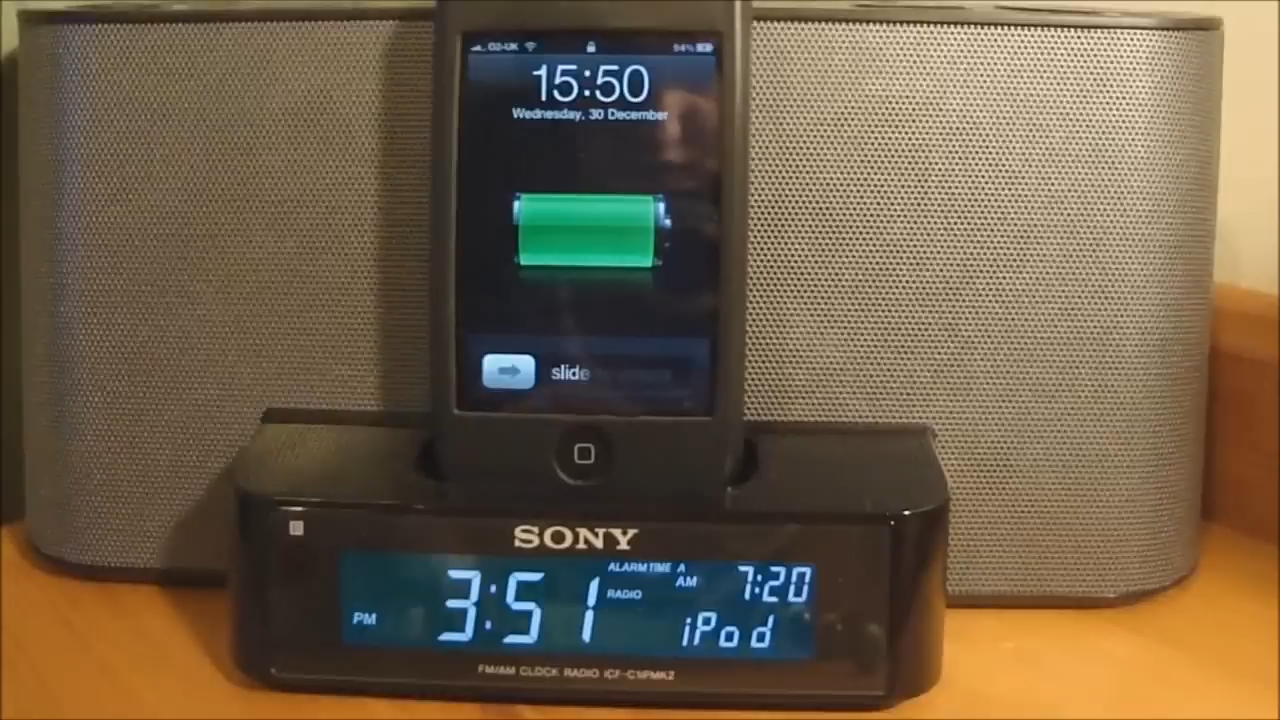 O2-UK 94%
15:50
Wednesday, 30 December
slide
SONY
ALARM TIME A
AM 7:20
PM 3:51 RADIO
iPod
FM/AM CLOCK RADIO ICF-C1iPMK2